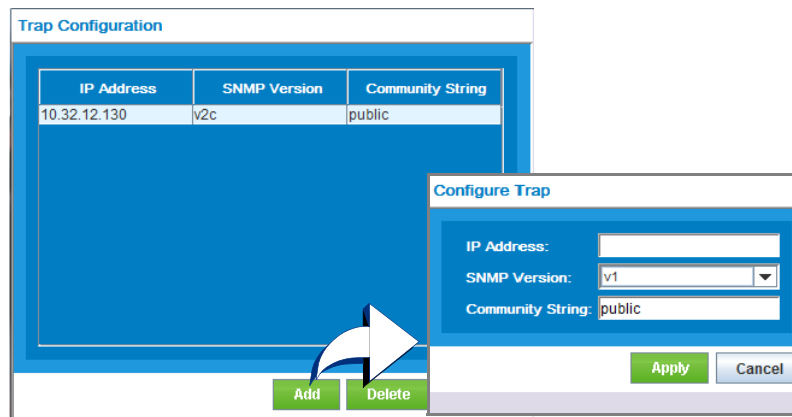 Trap Configuration
IP Address SNMP Version Community String
10.32.12.130 v2c public
Add Delete
Configure Trap
IP Address:
SNMP Version: v1
Community String: public
Apply Cancel